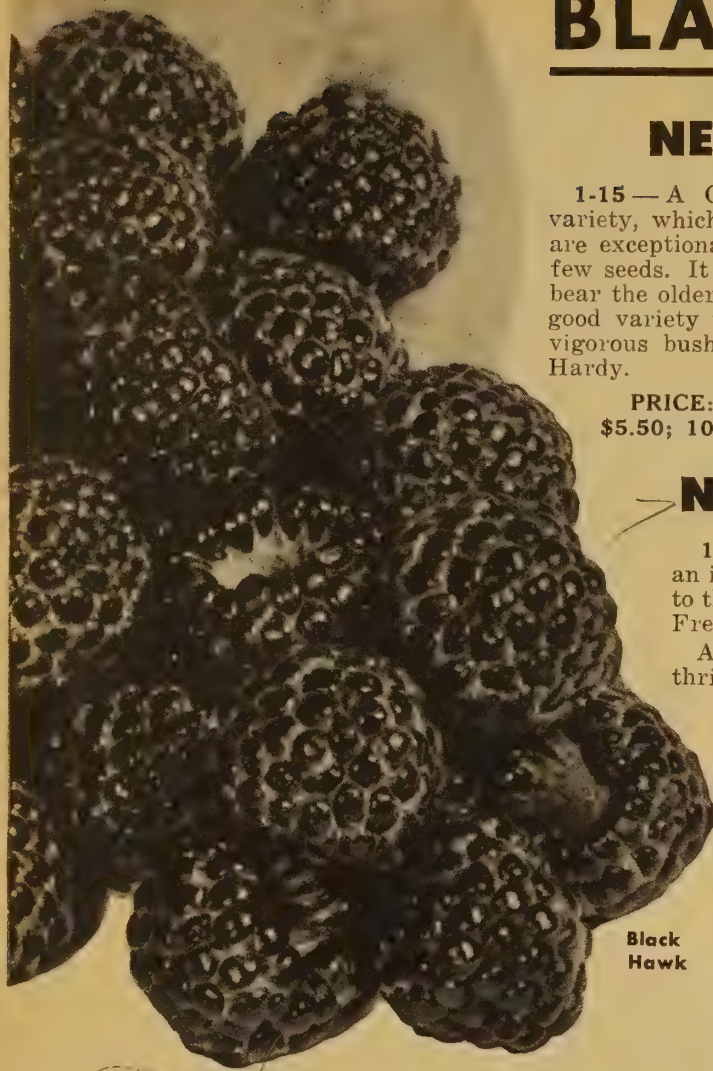 BLA
NE
1-15 — A C
variety, which
are exceptiona
few seeds. It
bear the older
good variety
vigorous bush
Hardy.
PRICE:
$5.50; 10
N
1
an i
to t
Fre
A
thri
Black
Hawk